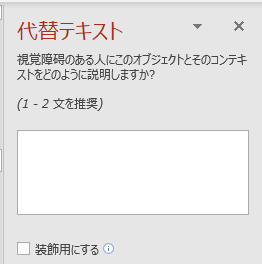 代替テキスト
視覚障碍のある人にこのオブジェクトとそのコンテキ
ストをどのように説明しますか?
(1 - 2 文を推奨)
装飾用にする